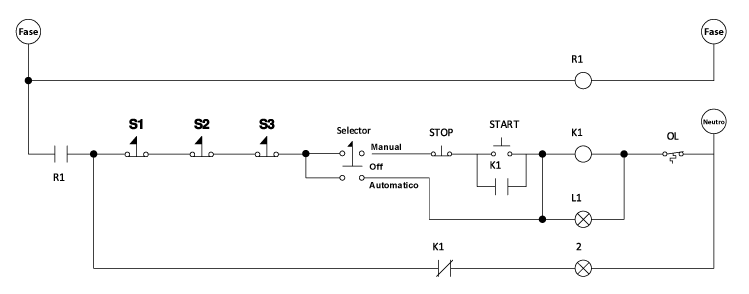 Fase
Fase
R1
S1
S2
S3
Selector
Manual
Off
Automatico
STOP
START
K1
K1
OL
Neutro
R1
L1
K1
2